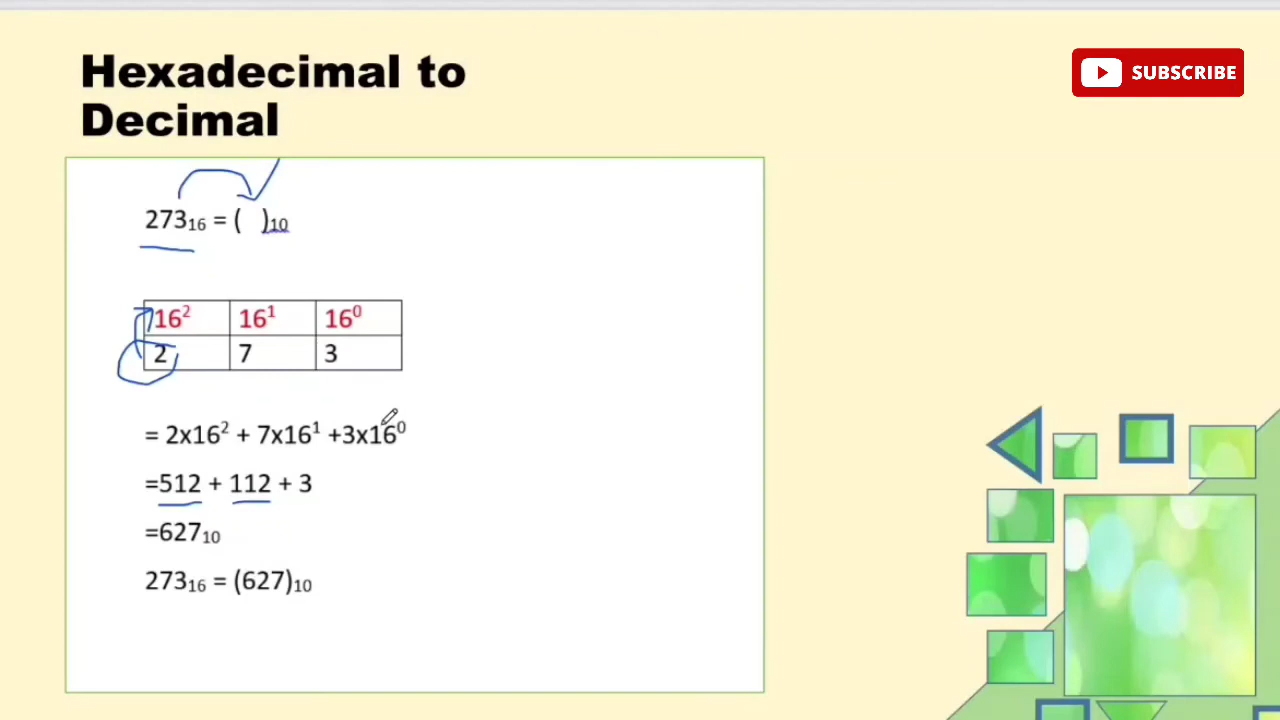 Hexadecimal to
Decimal
SUBSCRIBE
273₁₆ = ( )₁₀
16² 16¹ 16⁰
2 7 3
= 2x16² + 7x16¹ +3x16⁰
=512 + 112 + 3
=627₁₀
273₁₆ = (627)₁₀